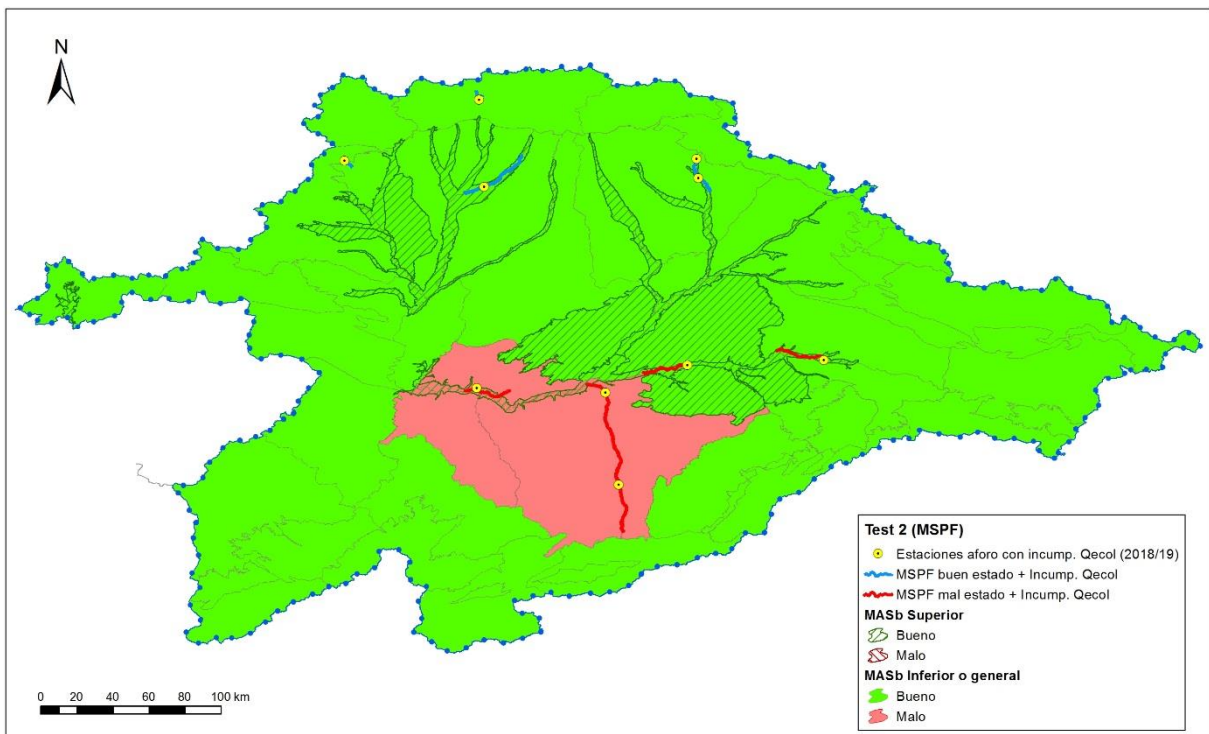 N
Test 2 (MSPF)
Estaciones aforo con incump. Qecol (2018/19)
MSPF buen estado + Incump. Qecol
MSPF mal estado + Incump. Qecol
MASb Superior
Bueno
Malo
MASb Inferior o general
Bueno
Malo
0 10 20 40 60 80 100 km